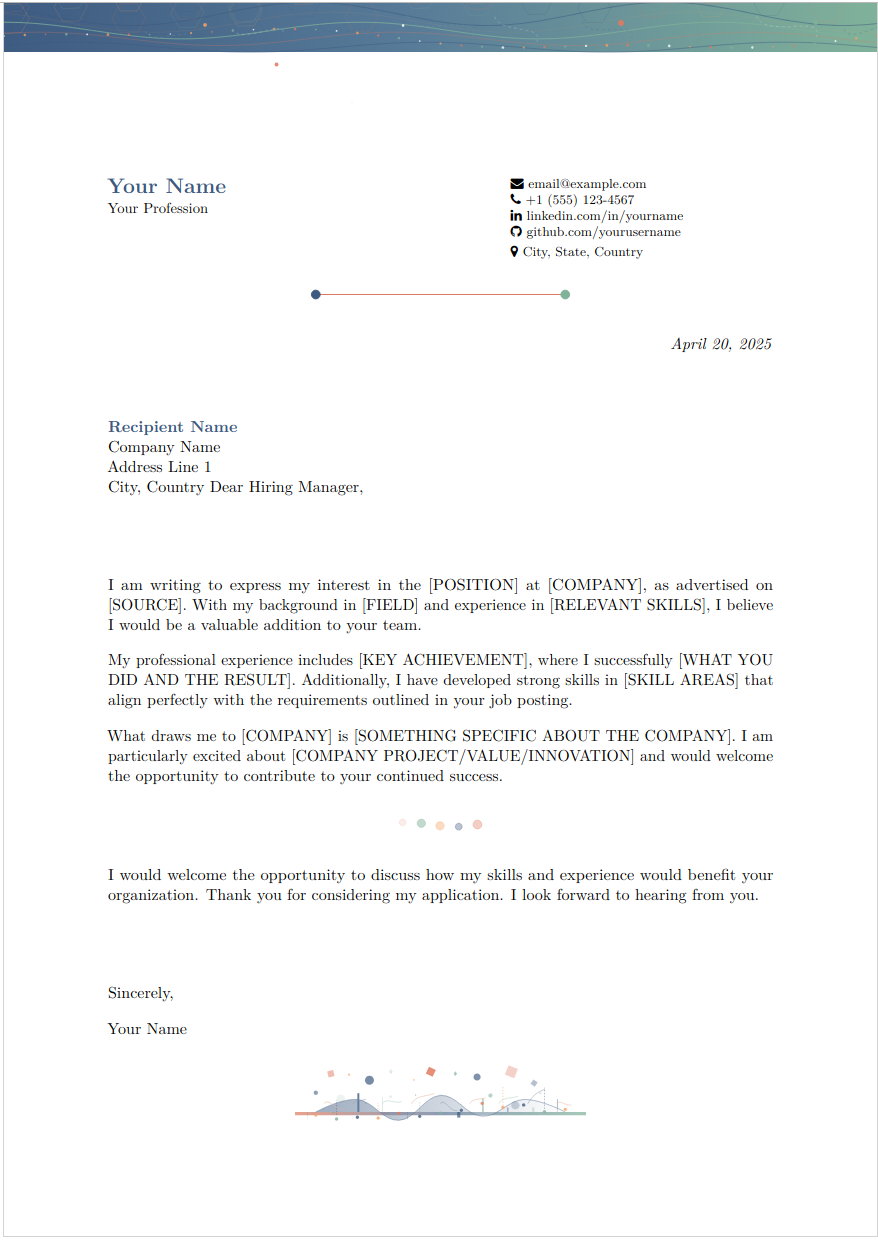 Your Name
Your Profession
email@example.com
+1 (555) 123-4567
linkedin.com/in/yourname
github.com/yourusername
City, State, Country
April 20, 2025
Recipient Name
Company Name
Address Line 1
City, Country Dear Hiring Manager,
I am writing to express my interest in the [POSITION] at [COMPANY], as advertised on
[SOURCE]. With my background in [FIELD] and experience in [RELEVANT SKILLS], I believe
I would be a valuable addition to your team.
My professional experience includes [KEY ACHIEVEMENT], where I successfully [WHAT YOU
DID AND THE RESULT]. Additionally, I have developed strong skills in [SKILL AREAS] that
align perfectly with the requirements outlined in your job posting.
What draws me to [COMPANY] is [SOMETHING SPECIFIC ABOUT THE COMPANY]. I am
particularly excited about [COMPANY PROJECT/VALUE/INNOVATION] and would welcome
the opportunity to contribute to your continued success.
I would welcome the opportunity to discuss how my skills and experience would benefit your
organization. Thank you for considering my application. I look forward to hearing from you.
Sincerely,
Your Name